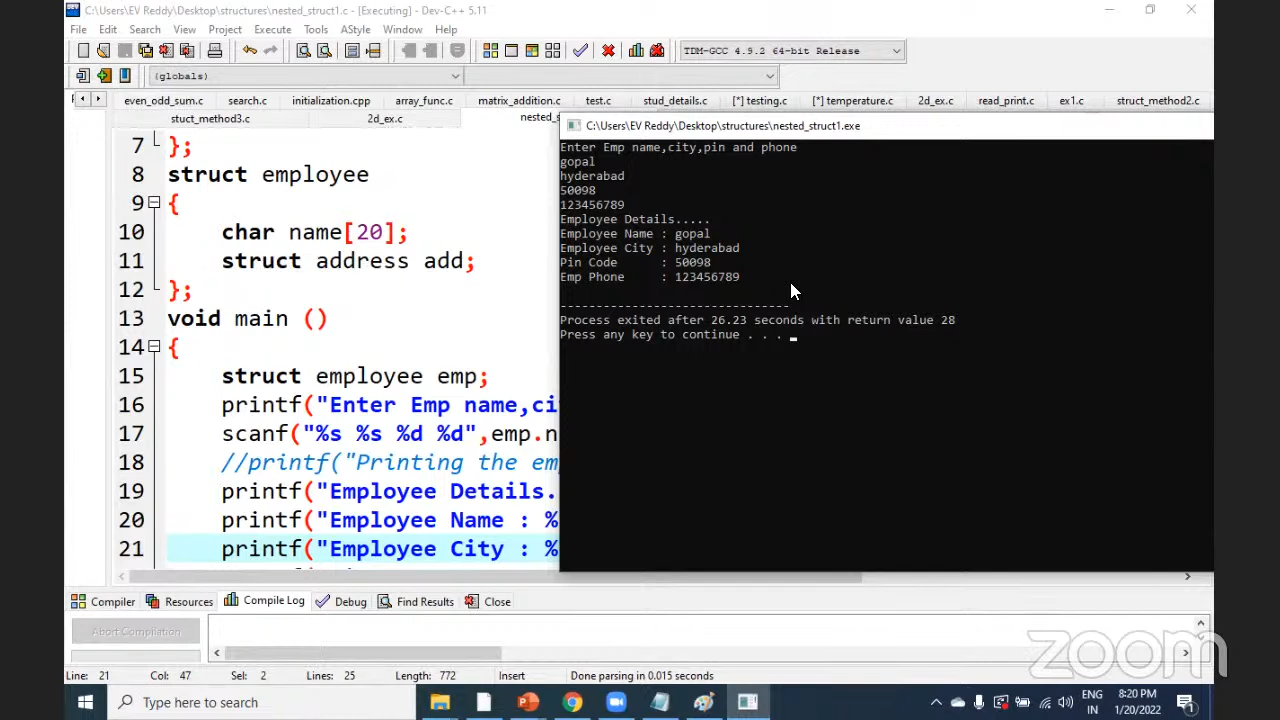 C:\Users\EV Reddy\Desktop\structures\nested_struct1.c - [Executing] - Dev-C++ 5.11
File Edit Search View Project Execute Tools AStyle Window Help
TDM-GCC 4.9.2 64-bit Release
(globals)
even_odd_sum.c search.c initialization.cpp array_func.c matrix_addition.c test.c stud_details.c [*] testing.c [*] temperature.c 2d_ex.c read_print.c ex1.c struct_method2.c
stuct_method3.c 2d_ex.c nested_s
7 };
8 struct employee
9 {
10 char name[20];
11 struct address add;
12 };
13 void main ()
14 {
15 struct employee emp;
16 printf("Enter Emp name,ci
17 scanf("%s %s %d %d",emp.n
18 //printf("Printing the em
19 printf("Employee Details.
20 printf("Employee Name : %
21 printf("Employee City : %
C:\Users\EV Reddy\Desktop\structures\nested_struct1.exe
Enter Emp name,city,pin and phone
gopal
hyderabad
50098
123456789
Employee Details.....
Employee Name : gopal
Employee City : hyderabad
Pin Code : 50098
Emp Phone : 123456789
--------------------------------
Process exited after 26.23 seconds with return value 28
Press any key to continue . . .
Compiler Resources Compile Log Debug Find Results Close
Abort Compilation
zoom
Line: 21 Col: 47 Sel: 2 Lines: 25 Length: 772 Insert Done parsing in 0.015 seconds
Type here to search
ENG
IN
8:20 PM
1/20/2022
1